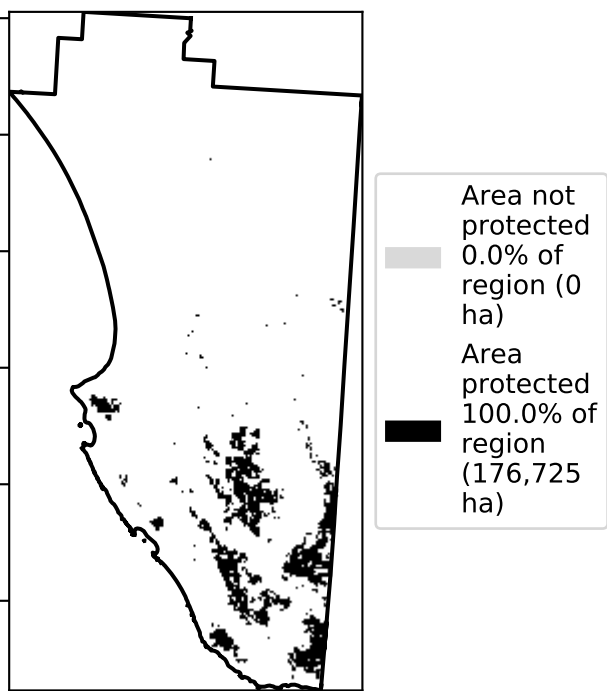 Area not
protected
0.0% of
region (0
ha)
Area
protected
100.0% of
region
(176,725
ha)